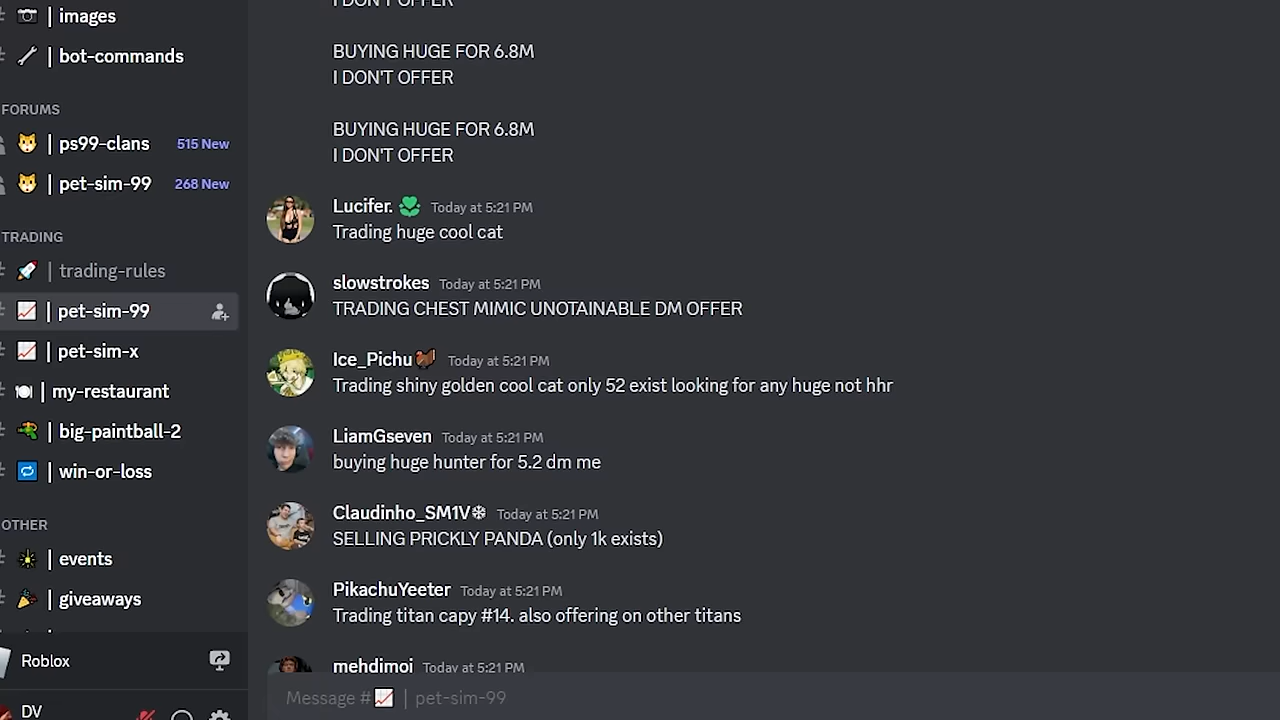 | images
| bot-commands
FORUMS
| ps99-clans 515 New
| pet-sim-99 268 New
TRADING
| trading-rules
| pet-sim-99
| pet-sim-x
| my-restaurant
| big-paintball-2
| win-or-loss
OTHER
| events
| giveaways
Roblox
DV
I DON'T OFFER
BUYING HUGE FOR 6.8M
I DON'T OFFER
BUYING HUGE FOR 6.8M
I DON'T OFFER
Lucifer. Today at 5:21 PM
Trading huge cool cat
slowstrokes Today at 5:21 PM
TRADING CHEST MIMIC UNOTAINABLE DM OFFER
Ice_Pichu Today at 5:21 PM
Trading shiny golden cool cat only 52 exist looking for any huge not hhr
LiamGseven Today at 5:21 PM
buying huge hunter for 5.2 dm me
Claudinho_SM1V Today at 5:21 PM
SELLING PRICKLY PANDA (only 1k exists)
PikachuYeeter Today at 5:21 PM
Trading titan capy #14. also offering on other titans
mehdimoi Today at 5:21 PM
Message # | pet-sim-99